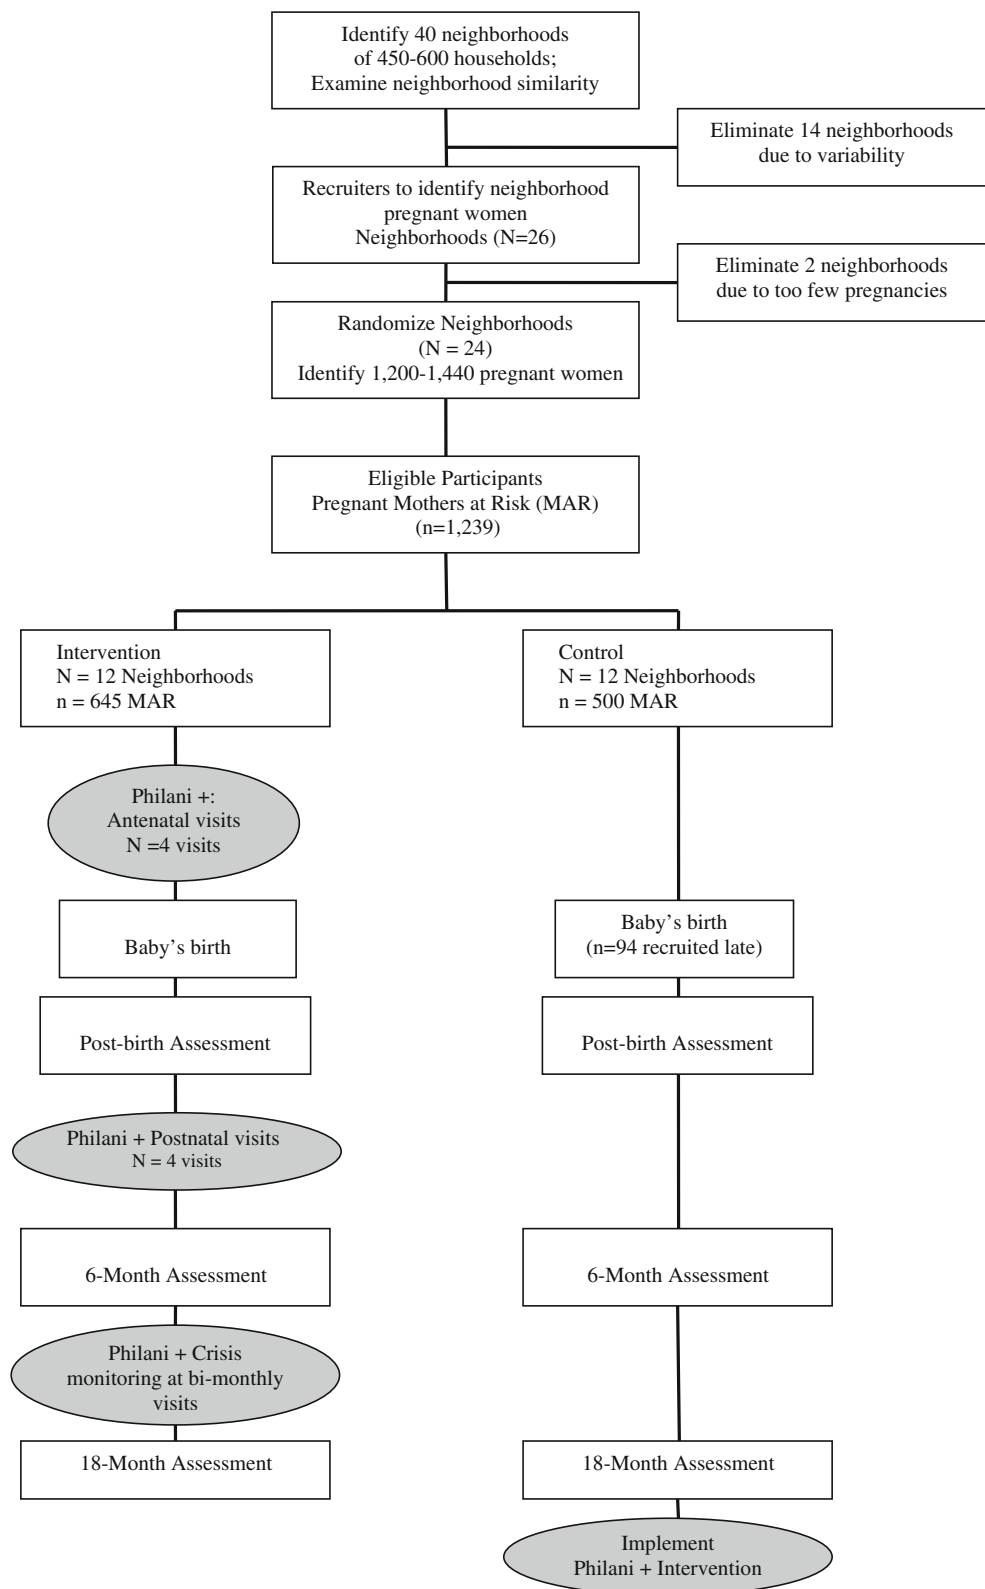 Identify 40 neighborhoods
of 450-600 households;
Examine neighborhood similarity
Eliminate 14 neighborhoods
due to variability
Recruiters to identify neighborhood
pregnant women
Neighborhoods (N=26)
Eliminate 2 neighborhoods
due to too few pregnancies
Randomize Neighborhoods
(N = 24)
Identify 1,200-1,440 pregnant women
Eligible Participants
Pregnant Mothers at Risk (MAR)
(n=1,239)
Intervention
N = 12 Neighborhoods
n = 645 MAR
Control
N = 12 Neighborhoods
n = 500 MAR
Philani +:
Antenatal visits
N =4 visits
Baby's birth
Baby's birth
(n=94 recruited late)
Post-birth Assessment
Post-birth Assessment
Philani + Postnatal visits
N = 4 visits
6-Month Assessment
6-Month Assessment
Philani + Crisis
monitoring at bi-monthly
visits
18-Month Assessment
18-Month Assessment
Implement
Philani + Intervention